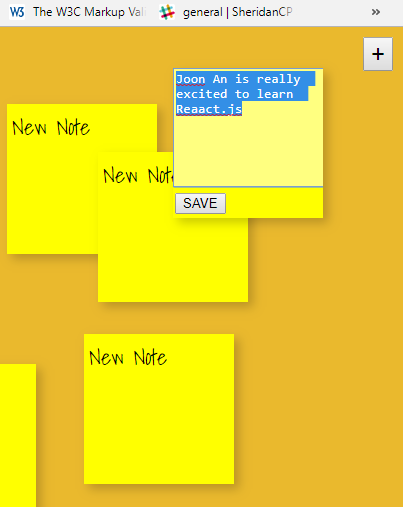 The W3C Markup Vali
general | SheridanCP
»
+
Joon An is really
excited to learn
Reaact.js
SAVE
New Note
New Note
New Note